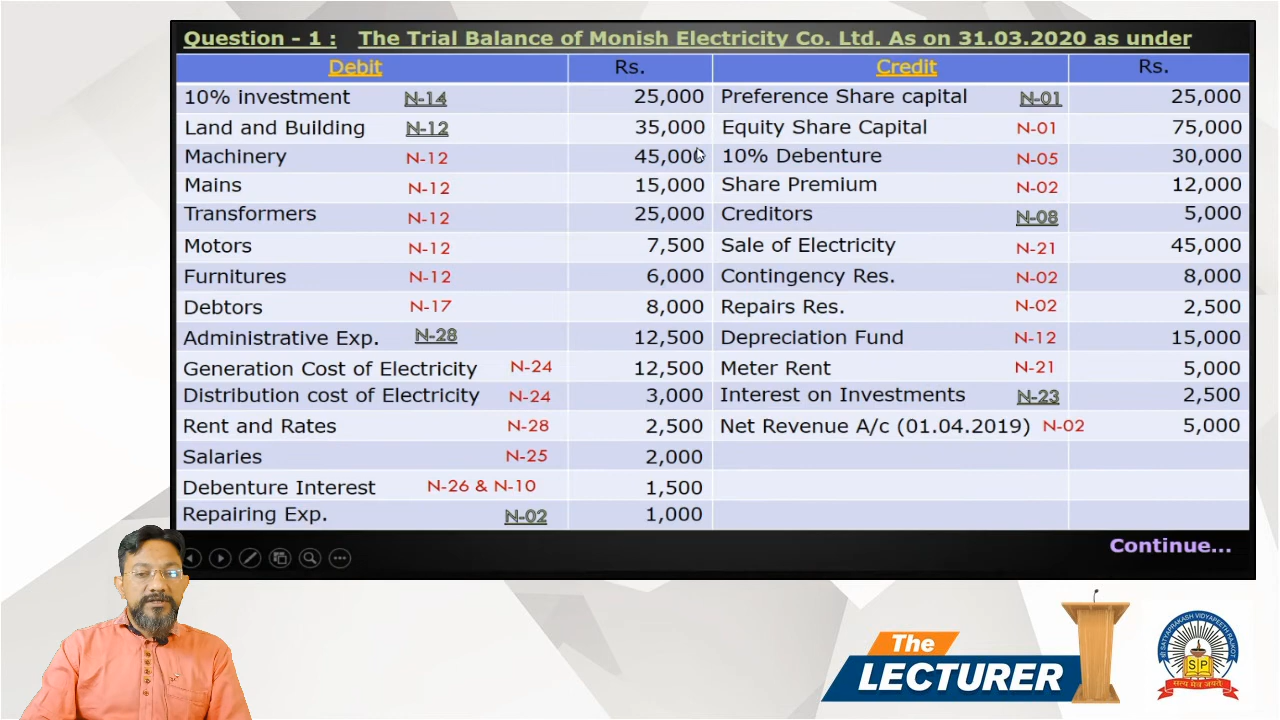 Question - 1 : The Trial Balance of Monish Electricity Co. Ltd. As on 31.03.2020 as under
Debit Rs. Credit Rs.
10% investment N-14 25,000 Preference Share capital N-01 25,000
Land and Building N-12 35,000 Equity Share Capital N-01 75,000
Machinery N-12 45,000 10% Debenture N-05 30,000
Mains N-12 15,000 Share Premium N-02 12,000
Transformers N-12 25,000 Creditors N-08 5,000
Motors N-12 7,500 Sale of Electricity N-21 45,000
Furnitures N-12 6,000 Contingency Res. N-02 8,000
Debtors N-17 8,000 Repairs Res. N-02 2,500
Administrative Exp. N-28 12,500 Depreciation Fund N-12 15,000
Generation Cost of Electricity N-24 12,500 Meter Rent N-21 5,000
Distribution cost of Electricity N-24 3,000 Interest on Investments N-23 2,500
Rent and Rates N-28 2,500 Net Revenue A/c (01.04.2019) N-02 5,000
Salaries N-25 2,000
Debenture Interest N-26 & N-10 1,500
Repairing Exp. N-02 1,000
Continue...
The
LECTURER
SP
सत्य मेव जयते